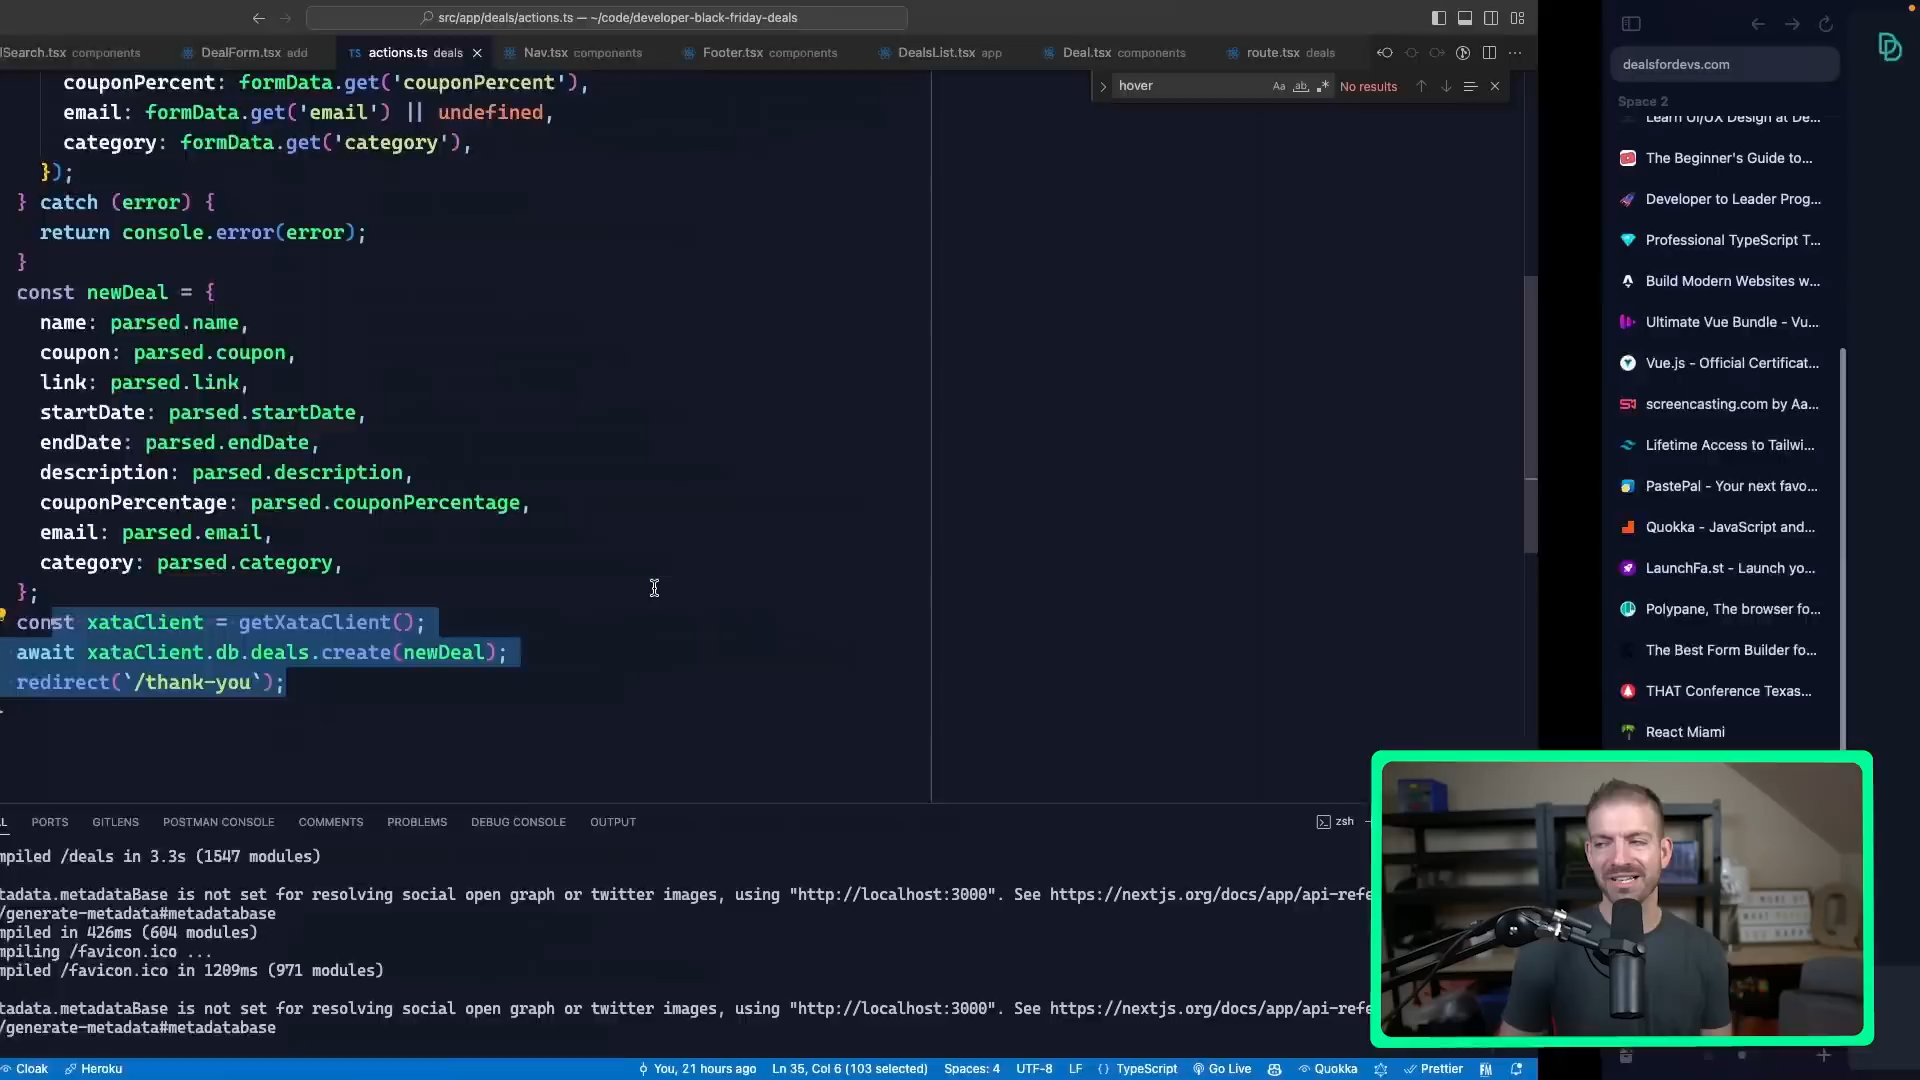 src/app/deals/actions.ts — ~/code/developer-black-friday-deals
lSearch.tsx components
DealForm.tsx add
TS actions.ts deals
Nav.tsx components
Footer.tsx components
DealsList.tsx app
Deal.tsx components
route.tsx deals
hover
Aa ab .*
No results
couponPercent: formData.get('couponPercent'),
email: formData.get('email') || undefined,
category: formData.get('category'),
});
} catch (error) {
return console.error(error);
}
const newDeal = {
name: parsed.name,
coupon: parsed.coupon,
link: parsed.link,
startDate: parsed.startDate,
endDate: parsed.endDate,
description: parsed.description,
couponPercentage: parsed.couponPercentage,
email: parsed.email,
category: parsed.category,
};
const xataClient = getXataClient();
await xataClient.db.deals.create(newDeal);
redirect(`/thank-you`);
L PORTS GITLENS POSTMAN CONSOLE COMMENTS PROBLEMS DEBUG CONSOLE OUTPUT
zsh
mpiled /deals in 3.3s (1547 modules)
tadata.metadataBase is not set for resolving social open graph or twitter images, using "http://localhost:3000". See https://nextjs.org/docs/app/api-refe
/generate-metadata#metadatabase
mpiled in 426ms (604 modules)
mpiling /favicon.ico ...
mpiled /favicon.ico in 1209ms (971 modules)
tadata.metadataBase is not set for resolving social open graph or twitter images, using "http://localhost:3000". See https://nextjs.org/docs/app/api-refe
/generate-metadata#metadatabase
Cloak Heroku You, 21 hours ago Ln 35, Col 6 (103 selected) Spaces: 4 UTF-8 LF {} TypeScript Go Live Quokka Prettier
dealsfordevs.com
Space 2
Learn UI/UX Design at De...
The Beginner's Guide to...
Developer to Leader Prog...
Professional TypeScript T...
Build Modern Websites w...
Ultimate Vue Bundle - Vu...
Vue.js - Official Certificat...
screencasting.com by Aa...
Lifetime Access to Tailwi...
PastePal - Your next favo...
Quokka - JavaScript and...
LaunchFa.st - Launch yo...
Polypane, The browser fo...
The Best Form Builder fo...
THAT Conference Texas...
React Miami